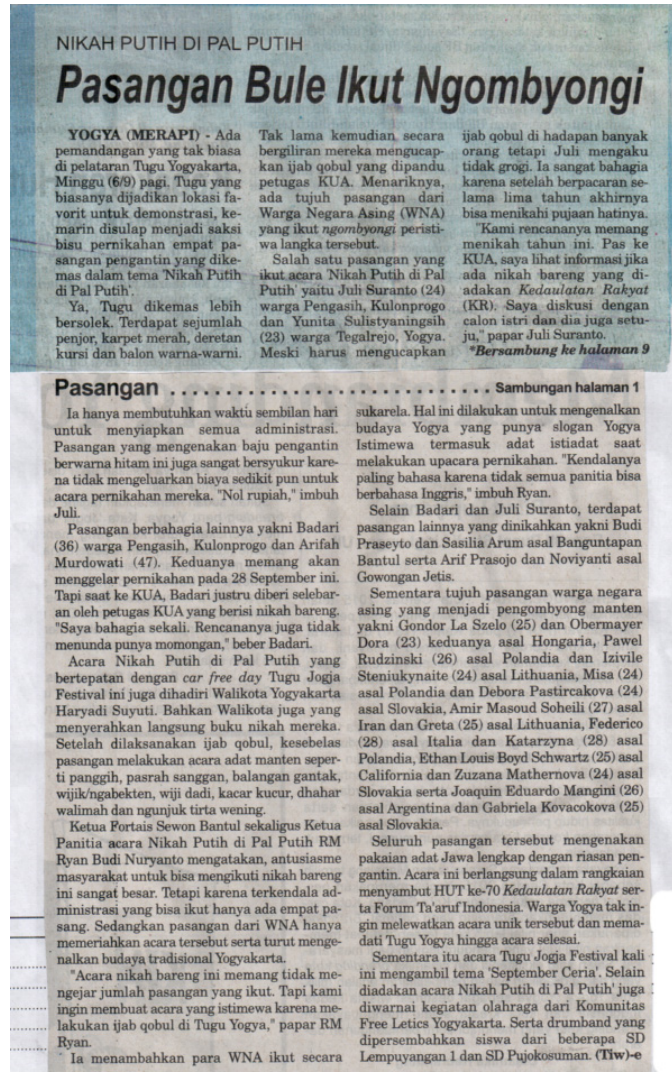 NIKAH PUTIH DI PAL PUTIH
Pasangan Bule Ikut Ngombyongi
YOGYA (MERAPI) - Ada
pemandangan yang tak biasa
di pelataran Tugu Yogyakarta,
Minggu (6/9) pagi. Tugu yang
biasanya dijadikan lokasi fa-
vorit untuk demonstrasi, ke-
marin disulap menjadi saksi
bisu pernikahan empat pa-
sangan pengantin yang dike-
mas dalam tema 'Nikah Putih
di Pal Putih'.
Ya, Tugu dikemas lebih
bersolek. Terdapat sejumlah
penjor, karpet merah, deretan
kursi dan balon warna-warni.
Tak lama kemudian secara
bergiliran mereka mengucap-
kan ijab qobul yang dipandu
petugas KUA. Menariknya,
ada tujuh pasangan dari
Warga Negara Asing (WNA)
yang ikut ngombyongi peristi-
wa langka tersebut.
Salah satu pasangan yang
ikut acara 'Nikah Putih di Pal
Putih' yaitu Juli Suranto (24)
warga Pengasih, Kulonprogo
dan Yunita Sulistyaningsih
(23) warga Tegalrejo, Yogya.
Meski harus mengucapkan
ijab qobul di hadapan banyak
orang tetapi Juli mengaku
tidak grogi. Ia sangat bahagia
karena setelah berpacaran se-
lama lima tahun akhirnya
bisa menikahi pujaan hatinya.
"Kami rencananya memang
menikah tahun ini. Pas ke
KUA, saya lihat informasi jika
ada nikah bareng yang di-
adakan Kedaulatan Rakyat
(KR). Saya diskusi dengan
calon istri dan dia juga setu-
ju," papar Juli Suranto.
*Bersambung ke halaman 9
Pasangan . . . . . . . . . . . . . . . . . . . . . . . . . . . . . . Sambungan halaman 1
Ia hanya membutuhkan waktu sembilan hari
untuk menyiapkan semua administrasi.
Pasangan yang mengenakan baju pengantin
berwarna hitam ini juga sangat bersyukur kare-
na tidak mengeluarkan biaya sedikit pun untuk
acara pernikahan mereka. "Nol rupiah," imbuh
Juli.
Pasangan berbahagia lainnya yakni Badari
(36) warga Pengasih, Kulonprogo dan Arifah
Murdowati (47). Keduanya memang akan
menggelar pernikahan pada 28 September ini.
Tapi saat ke KUA, Badari justru diberi selebar-
an oleh petugas KUA yang berisi nikah bareng.
"Saya bahagia sekali. Rencananya juga tidak
menunda punya momongan," beber Badari.
Acara Nikah Putih di Pal Putih yang
bertepatan dengan car free day Tugu Jogja
Festival ini juga dihadiri Walikota Yogyakarta
Haryadi Suyuti. Bahkan Walikota juga yang
menyerahkan langsung buku nikah mereka.
Setelah dilaksanakan ijab qobul, kesebelas
pasangan melakukan acara adat manten seper-
ti panggih, pasrah sanggan, balangan gantak,
wijik/ngabekten, wiji dadi, kacar kucur, dhahar
walimah dan ngunjuk tirta wening.
Ketua Fortais Sewon Bantul sekaligus Ketua
Panitia acara Nikah Putih di Pal Putih RM
Ryan Budi Nuryanto mengatakan, antusiasme
masyarakat untuk bisa mengikuti nikah bareng
ini sangat besar. Tetapi karena terkendala ad-
ministrasi yang bisa ikut hanya ada empat pa-
sang. Sedangkan pasangan dari WNA hanya
memeriahkan acara tersebut serta turut menge-
nalkan budaya tradisional Yogyakarta.
"Acara nikah bareng ini memang tidak me-
ngejar jumlah pasangan yang ikut. Tapi kami
ingin membuat acara yang istimewa karena me-
lakukan ijab qobul di Tugu Yogya," papar RM
Ryan.
Ia menambahkan para WNA ikut secara
sukarela. Hal ini dilakukan untuk mengenalkan
budaya Yogya yang punya slogan Yogya
Istimewa termasuk adat istiadat saat
melakukan upacara pernikahan. "Kendalanya
paling bahasa karena tidak semua panitia bisa
berbahasa Inggris," imbuh Ryan.
Selain Badari dan Juli Suranto, terdapat
pasangan lainnya yang dinikahkan yakni Budi
Praseyto dan Sasilia Arum asal Banguntapan
Bantul serta Arif Prasojo dan Noviyanti asal
Gowongan Jetis.
Sementara tujuh pasangan warga negara
asing yang menjadi pengombyong manten
yakni Gondor La Szelo (25) dan Obermayer
Dora (23) keduanya asal Hongaria, Pawel
Rudzinski (26) asal Polandia dan Izivile
Steniukynaite (24) asal Lithuania, Misa (24)
asal Polandia dan Debora Pastircakova (24)
asal Slovakia, Amir Masoud Soheili (27) asal
Iran dan Greta (25) asal Lithuania, Federico
(28) asal Italia dan Katarzyna (28) asal
Polandia, Ethan Louis Boyd Schwartz (25) asal
California dan Zuzana Mathernova (24) asal
Slovakia serta Joaquin Eduardo Mangini (26)
asal Argentina dan Gabriela Kovacokova (25)
asal Slovakia.
Seluruh pasangan tersebut mengenakan
pakaian adat Jawa lengkap dengan riasan pen-
gantin. Acara ini berlangsung dalam rangkaian
menyambut HUT ke-70 Kedaulatan Rakyat ser-
ta Forum Ta'aruf Indonesia. Warga Yogya tak in-
gin melewatkan acara unik tersebut dan mema-
dati Tugu Yogya hingga acara selesai.
Sementara itu acara Tugu Jogja Festival kali
ini mengambil tema 'September Ceria'. Selain
diadakan acara Nikah Putih di Pal Putih' juga
diwarnai kegiatan olahraga dari Komunitas
Free Letics Yogyakarta. Serta drumband yang
dipersembahkan siswa dari beberapa SD
Lempuyangan 1 dan SD Pujokosuman. (Tiw)-e